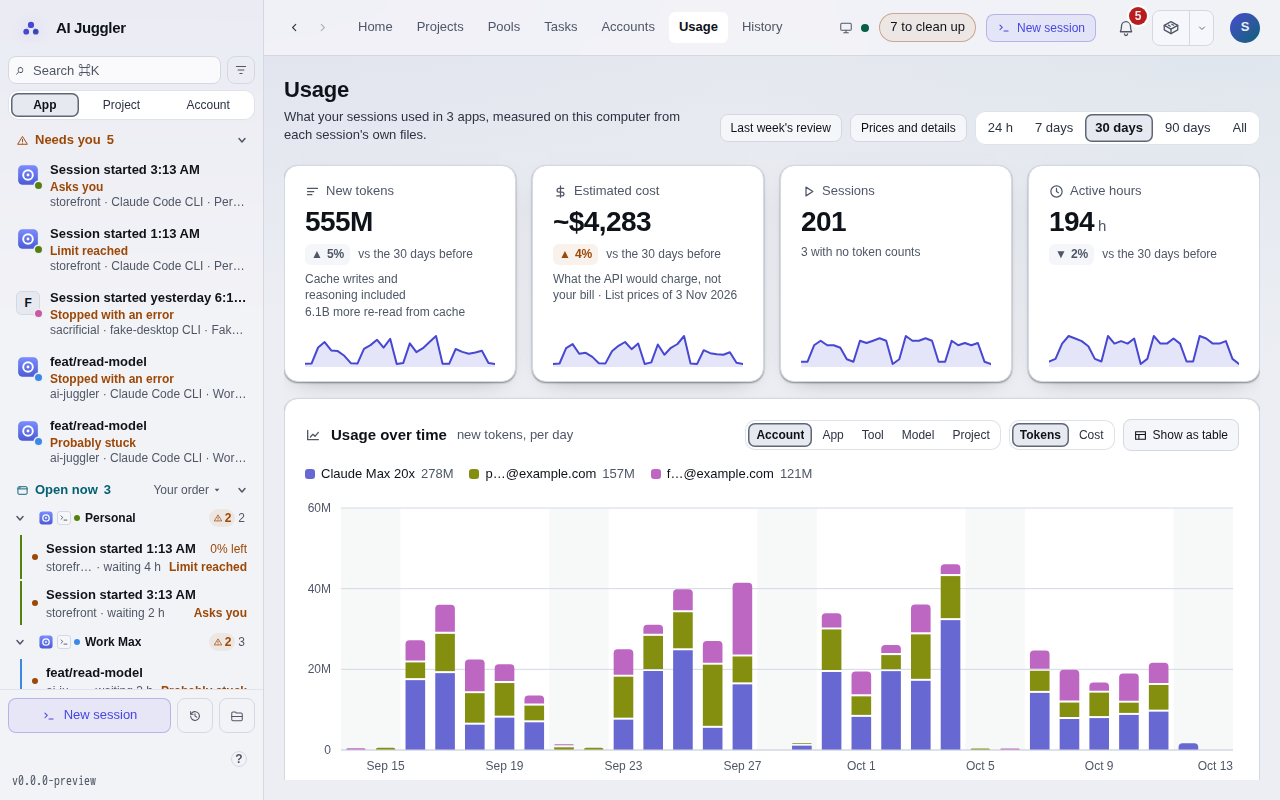 AI Juggler
Search ⌘K
App Project Account
Needs you 5
Session started 3:13 AM
Asks you
storefront · Claude Code CLI · Per…
Session started 1:13 AM
Limit reached
storefront · Claude Code CLI · Per…
F
Session started yesterday 6:1…
Stopped with an error
sacrificial · fake-desktop CLI · Fak…
feat/read-model
Stopped with an error
ai-juggler · Claude Code CLI · Wor…
feat/read-model
Probably stuck
ai-juggler · Claude Code CLI · Wor…
Open now 3 Your order
Personal 2 2
Session started 1:13 AM 0% left
storefr… · waiting 4 h Limit reached
Session started 3:13 AM
storefront · waiting 2 h Asks you
Work Max 2 3
feat/read-model
New session
?
v0.0.0-preview
Home Projects Pools Tasks Accounts Usage History
7 to clean up
New session
5
S
Usage
What your sessions used in 3 apps, measured on this computer from
each session's own files.
Last week's review Prices and details 24 h 7 days 30 days 90 days All
New tokens
555M
▲ 5% vs the 30 days before
Cache writes and
reasoning included
6.1B more re-read from cache
Estimated cost
~$4,283
▲ 4% vs the 30 days before
What the API would charge, not
your bill · List prices of 3 Nov 2026
Sessions
201
3 with no token counts
Active hours
194 h
▼ 2% vs the 30 days before
Usage over time new tokens, per day
Account App Tool Model Project Tokens Cost Show as table
Claude Max 20x 278M p…@example.com 157M f…@example.com 121M
60M
40M
20M
0
Sep 15 Sep 19 Sep 23 Sep 27 Oct 1 Oct 5 Oct 9 Oct 13